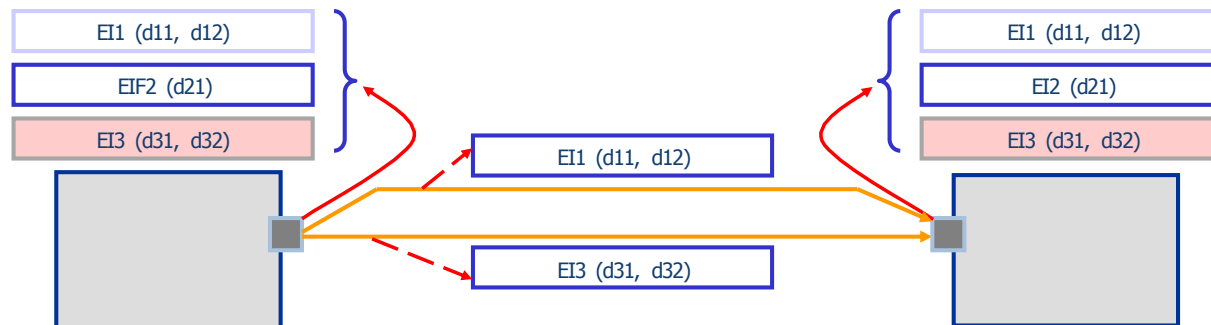 EI1 (d11, d12)
EIF2 (d21)
EI3 (d31, d32)
EI1 (d11, d12)
EI3 (d31, d32)
EI1 (d11, d12)
EI2 (d21)
EI3 (d31, d32)